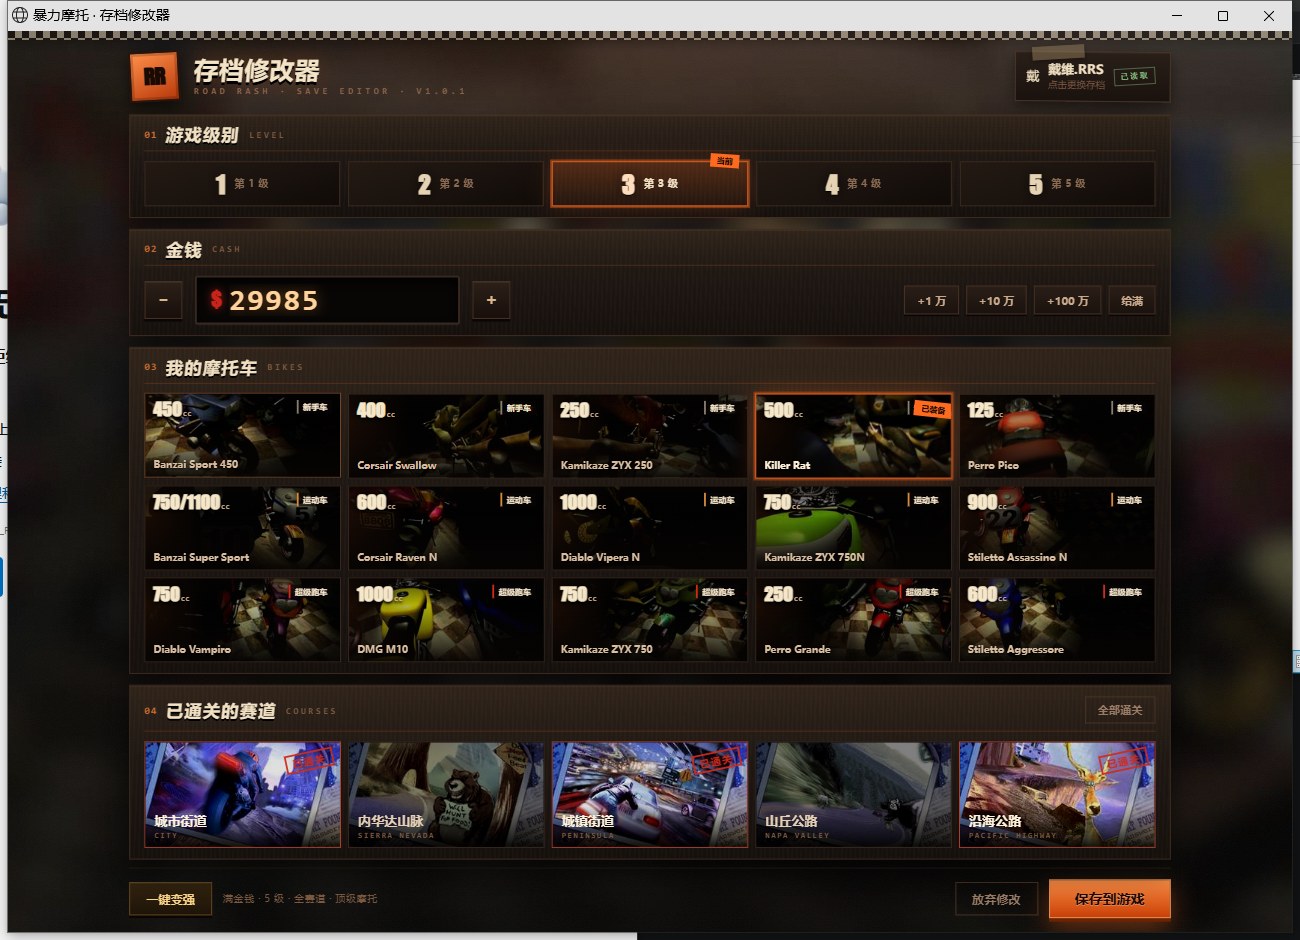 暴力摩托 · 存档修改器
RR
存档修改器
ROAD RASH · SAVE EDITOR · V1.0.1
戴
戴维.RRS
点击更换存档
已读取
01 游戏级别 LEVEL
1 第 1 级
2 第 2 级
当前
3 第 3 级
4 第 4 级
5 第 5 级
02 金钱 CASH
−
$ 29985
+
+1 万
+10 万
+100 万
给满
03 我的摩托车 BIKES
450cc 新手车
Banzai Sport 450
400cc 新手车
Corsair Swallow
250cc 新手车
Kamikaze ZYX 250
500cc 已装备
Killer Rat
125cc 新手车
Perro Pico
750/1100cc 运动车
Banzai Super Sport
600cc 运动车
Corsair Raven N
1000cc 运动车
Diablo Vipera N
750cc 运动车
Kamikaze ZYX 750N
900cc 运动车
Stiletto Assassino N
750cc 超级跑车
Diablo Vampiro
1000cc 超级跑车
DMG M10
750cc 超级跑车
Kamikaze ZYX 750
250cc 超级跑车
Perro Grande
600cc 超级跑车
Stiletto Aggressore
04 已通关的赛道 COURSES
全部通关
已通关
城市街道
CITY
WILL HUNT FOR FOOD
内华达山脉
SIERRA NEVADA
已通关
城镇街道
PENINSULA
山丘公路
NAPA VALLEY
已通关
沿海公路
PACIFIC HIGHWAY
一键变强
满金钱 · 5 级 · 全赛道 · 顶级摩托
放弃修改
保存到游戏